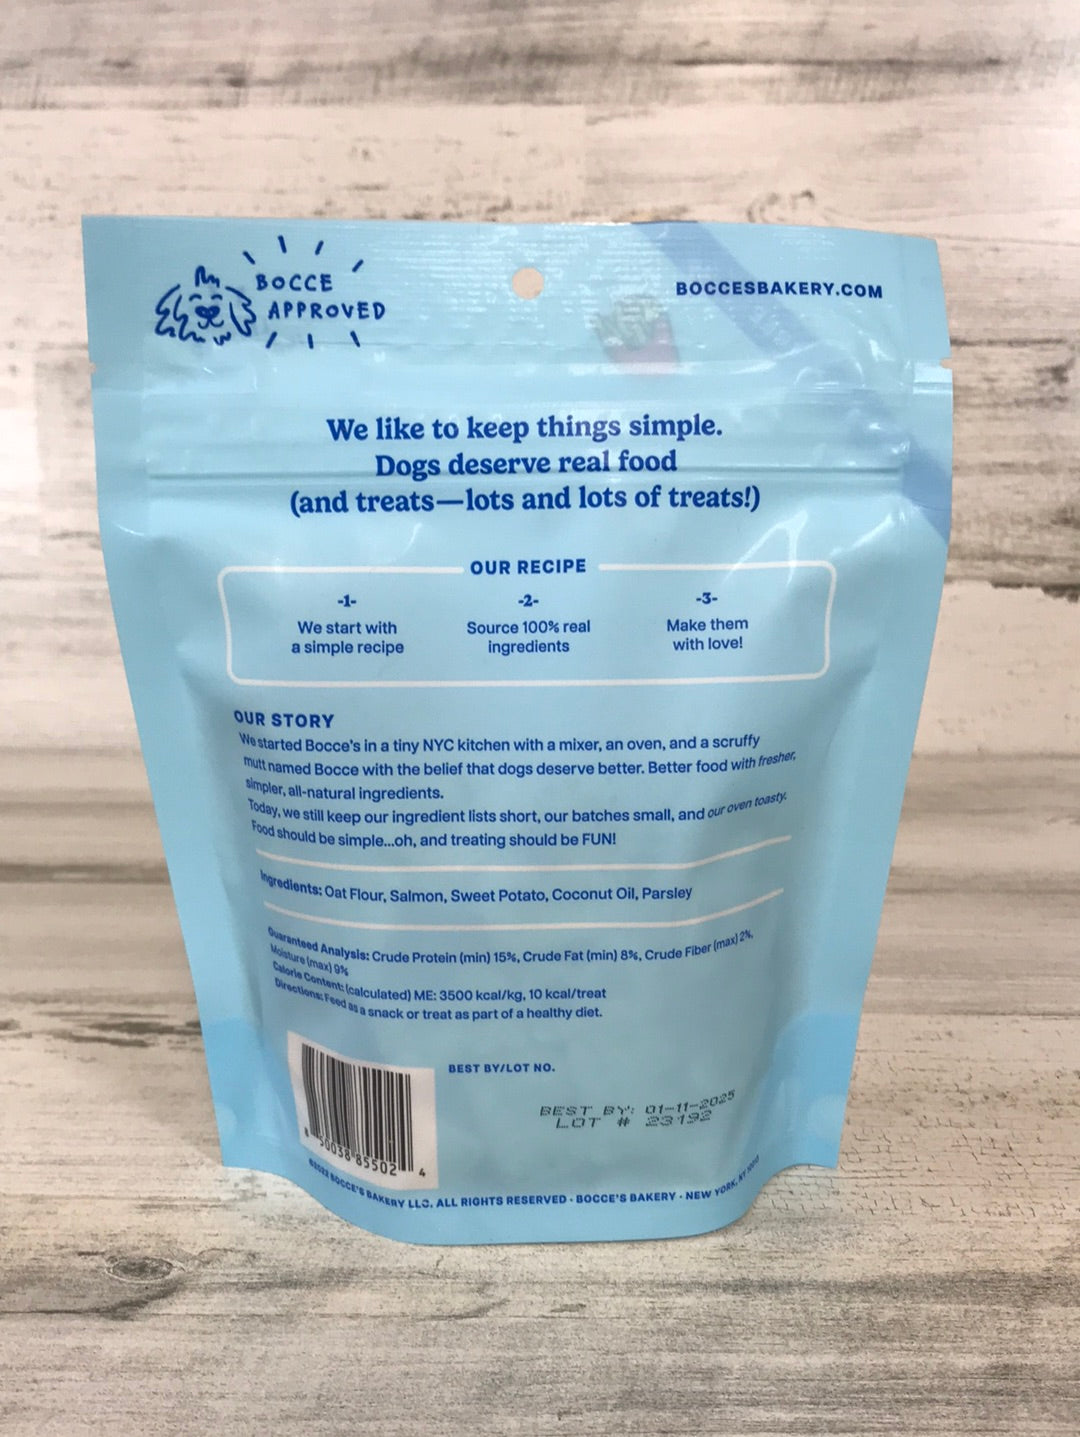 BOCCE
APPROVED
BOCCESBAKERY.COM
We like to keep things simple.
Dogs deserve real food
(and treats—lots and lots of treats!)
OUR RECIPE
-1-
We start with
a simple recipe
-2-
Source 100% real
ingredients
-3-
Make them
with love!
OUR STORY
We started Bocce's in a tiny NYC kitchen with a mixer, an oven, and a scruffy
mutt named Bocce with the belief that dogs deserve better. Better food with fresher,
simpler, all-natural ingredients.
Today, we still keep our ingredient lists short, our batches small, and our oven toasty.
Food should be simple...oh, and treating should be FUN!
Ingredients: Oat Flour, Salmon, Sweet Potato, Coconut Oil, Parsley
Guaranteed Analysis: Crude Protein (min) 15%, Crude Fat (min) 8%, Crude Fiber (max) 2%,
Moisture (max) 9%
Calorie Content: (calculated) ME: 3500 kcal/kg, 10 kcal/treat
Directions: Feed as a snack or treat as part of a healthy diet.
BEST BY/LOT NO.
BEST BY: 01-11-2025
LOT # 23192
8 50038 85502 4
BOCCE'S BAKERY LLC. ALL RIGHTS RESERVED · BOCCE'S BAKERY · NEW YORK, NY